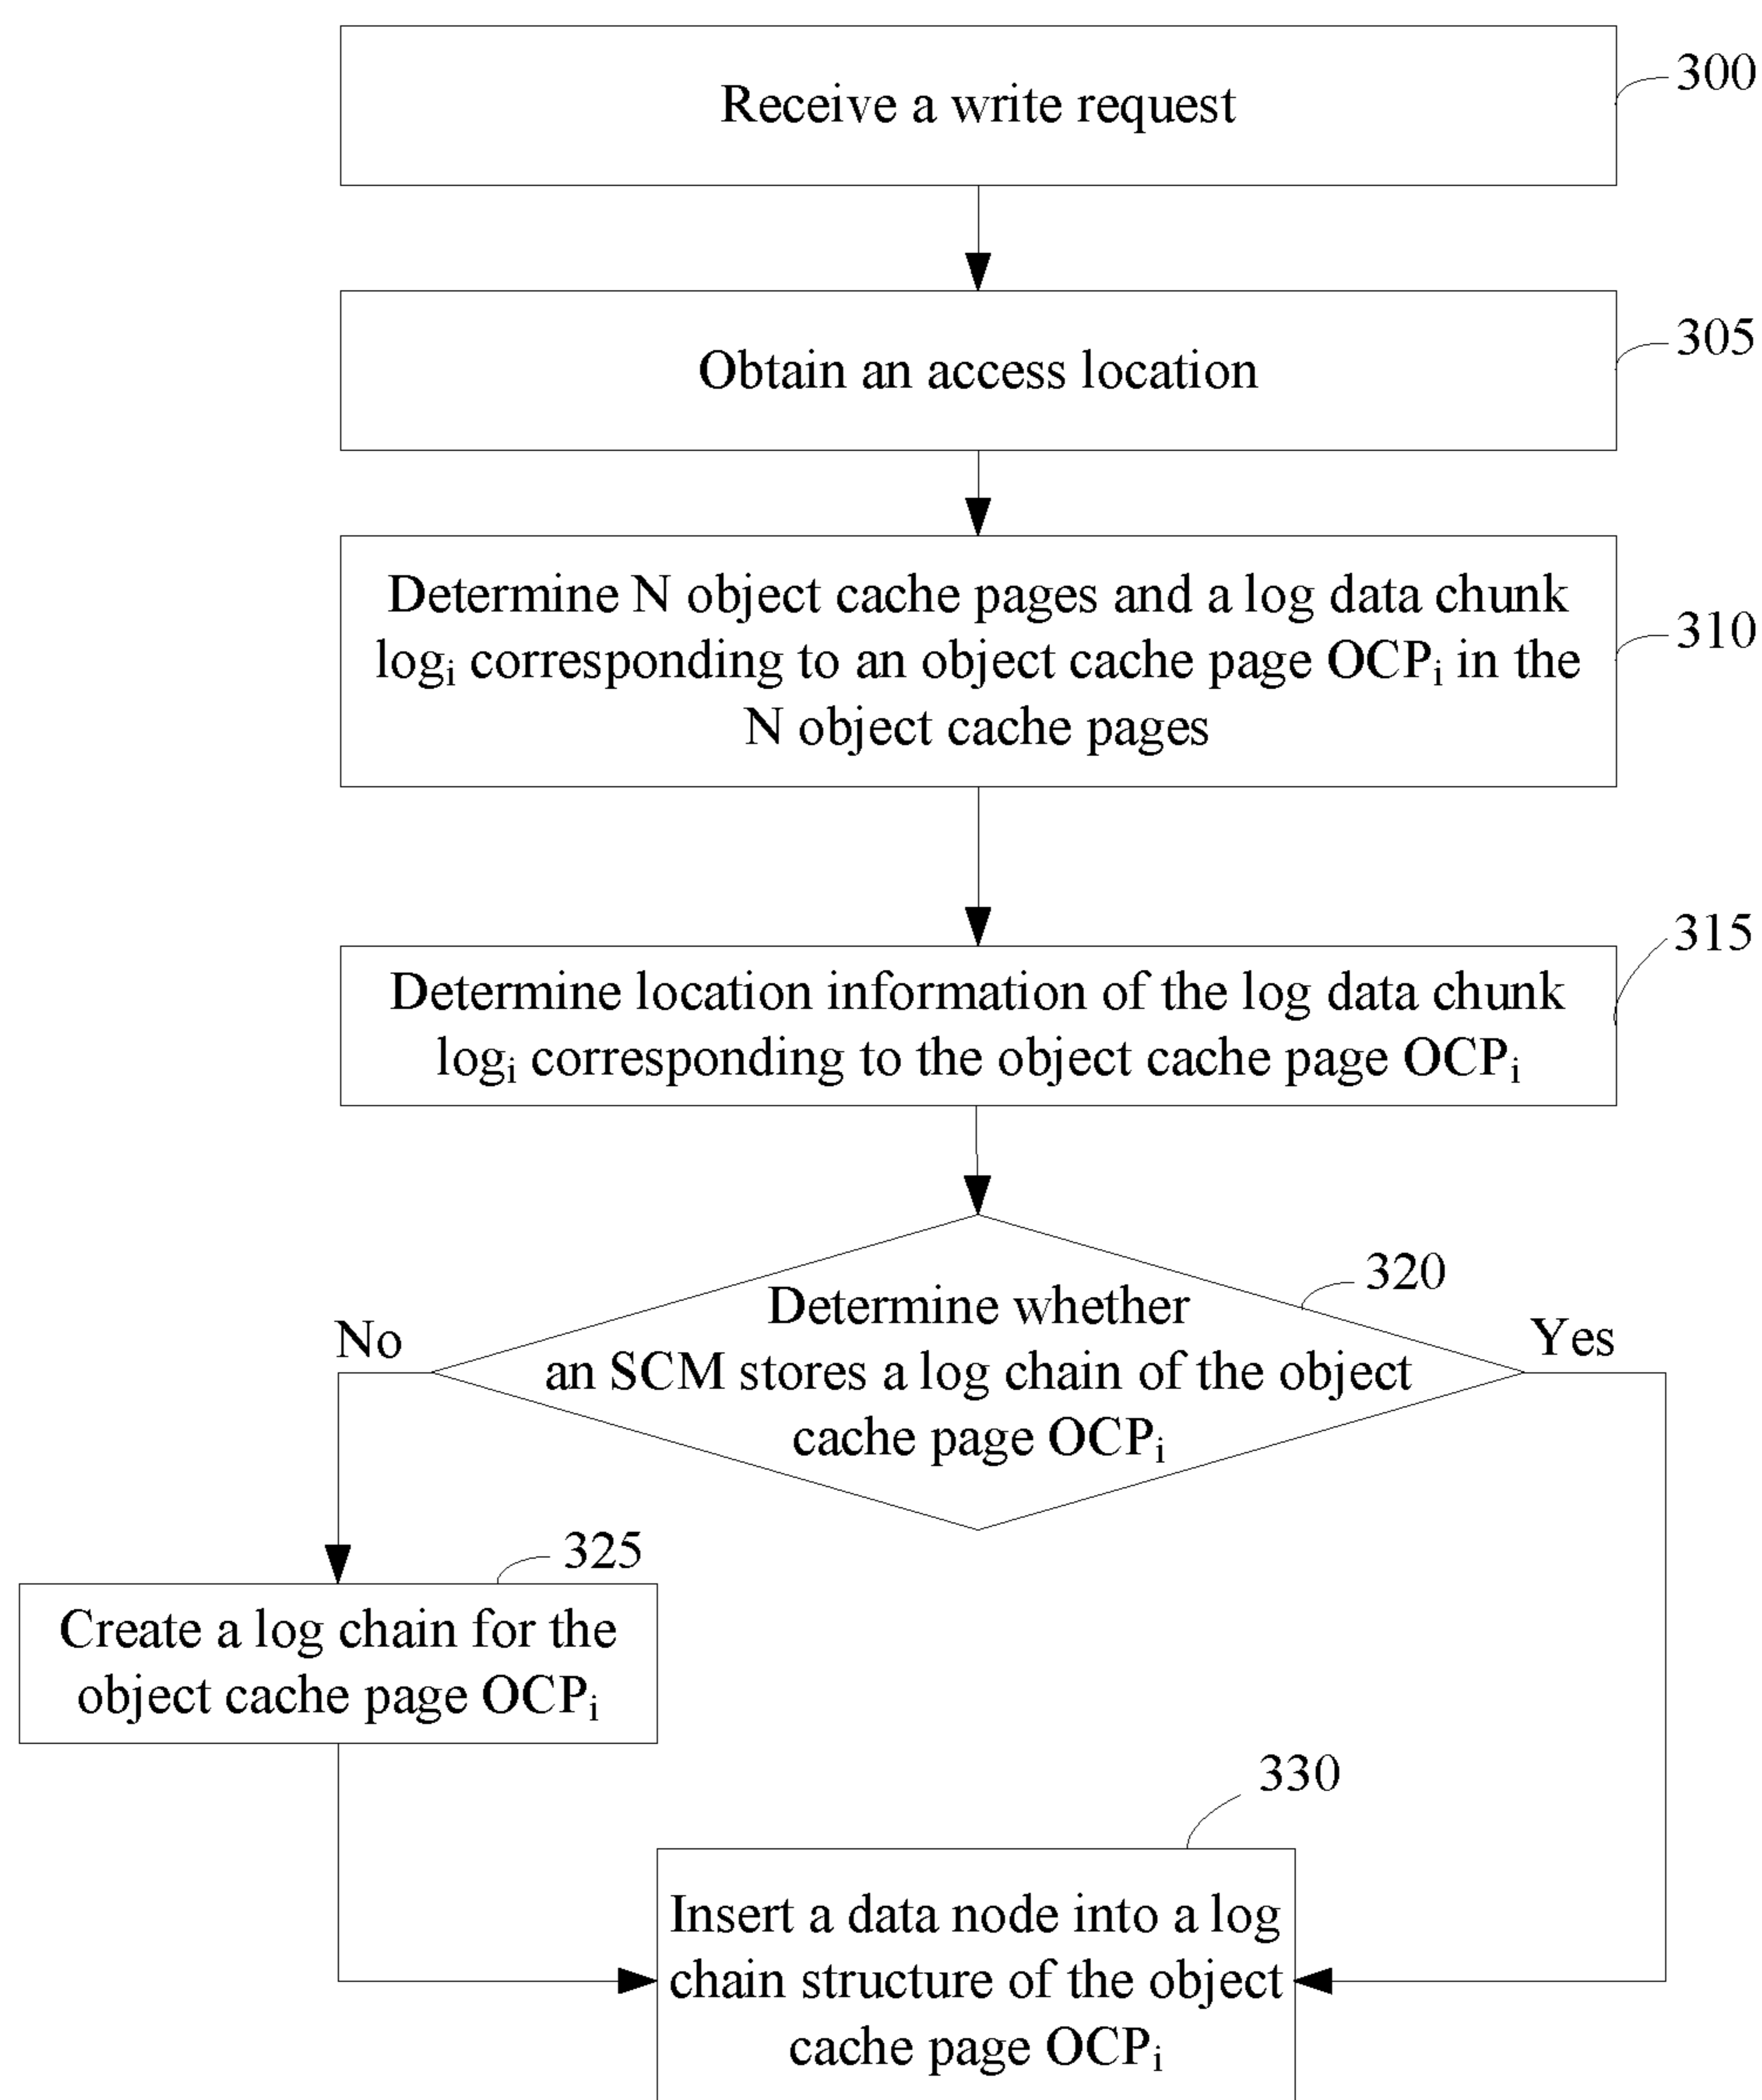 Receive a write request
300
Obtain an access location
305
Determine N object cache pages and a log data chunk
logᵢ corresponding to an object cache page OCPᵢ in the
N object cache pages
310
Determine location information of the log data chunk
logᵢ corresponding to the object cache page OCPᵢ
315
Determine whether
an SCM stores a log chain of the object
cache page OCPᵢ
320
No
Yes
Create a log chain for the
object cache page OCPᵢ
325
Insert a data node into a log
chain structure of the object
cache page OCPᵢ
330